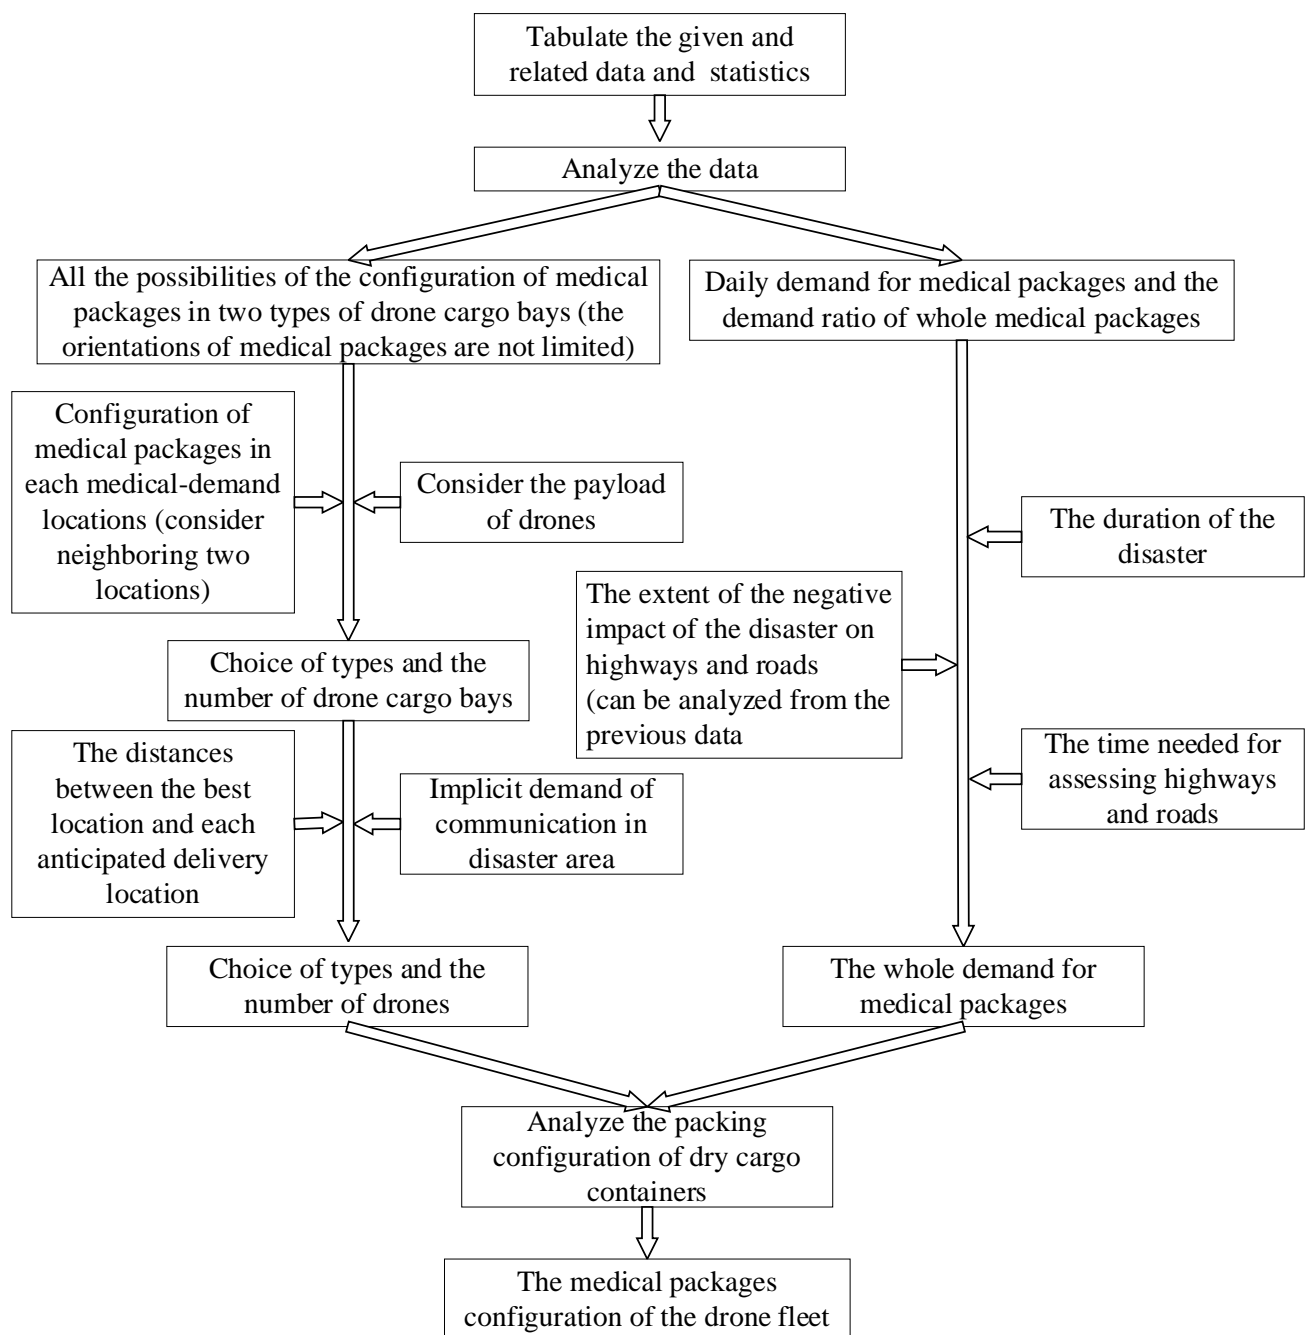 Tabulate the given and
related data and statistics
Analyze the data
All the possibilities of the configuration of medical
packages in two types of drone cargo bays (the
orientations of medical packages are not limited)
Daily demand for medical packages and the
demand ratio of whole medical packages
Configuration of
medical packages in
each medical-demand
locations (consider
neighboring two
locations)
Consider the payload
of drones
The duration of the
disaster
The extent of the negative
impact of the disaster on
highways and roads
(can be analyzed from the
previous data
Choice of types and the
number of drone cargo bays
The distances
between the best
location and each
anticipated delivery
location
Implicit demand of
communication in
disaster area
The time needed for
assessing highways
and roads
Choice of types and the
number of drones
The whole demand for
medical packages
Analyze the packing
configuration of dry cargo
containers
The medical packages
configuration of the drone fleet